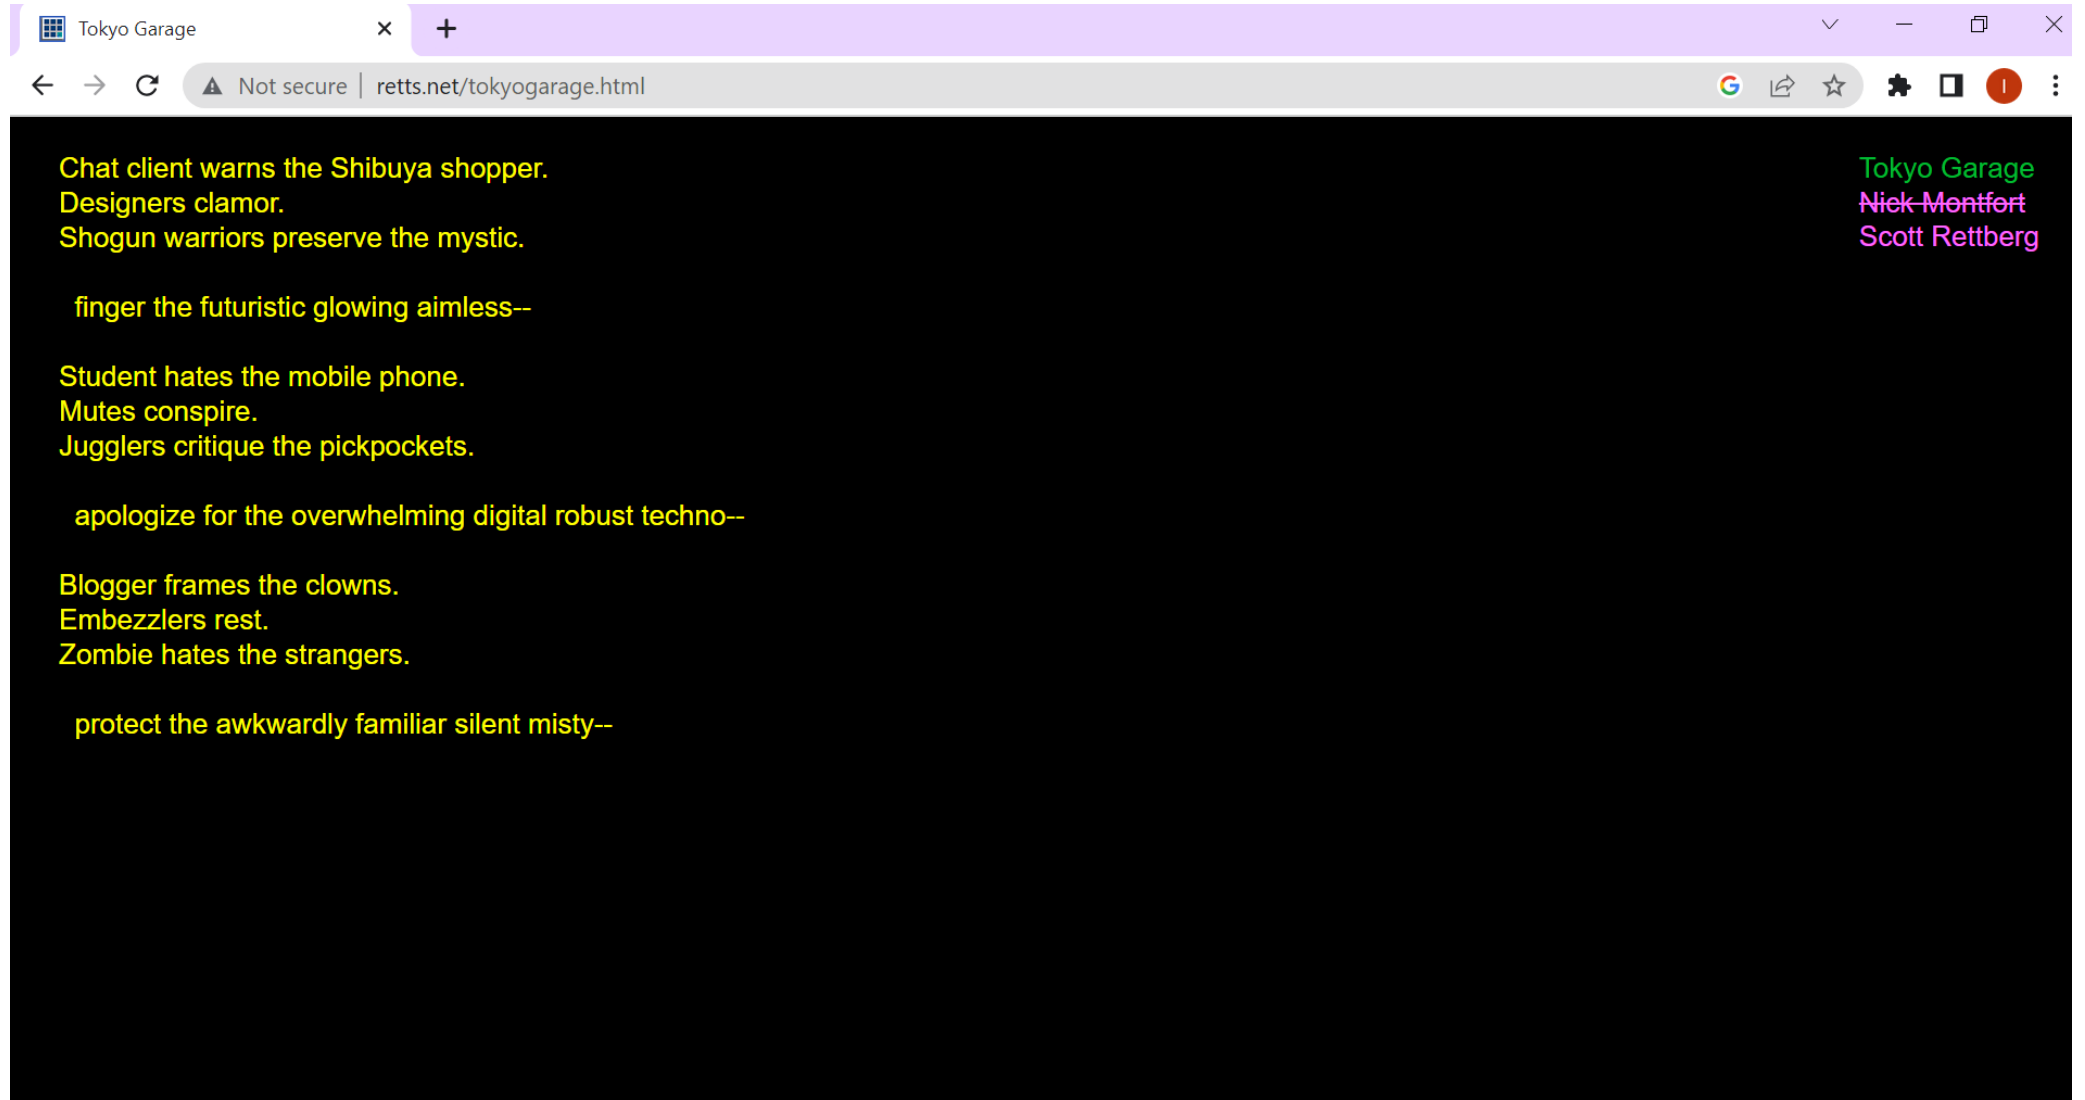 Tokyo Garage
Not secure | retts.net/tokyogarage.html
G
I
Chat client warns the Shibuya shopper.
Designers clamor.
Shogun warriors preserve the mystic.
finger the futuristic glowing aimless--
Student hates the mobile phone.
Mutes conspire.
Jugglers critique the pickpockets.
apologize for the overwhelming digital robust techno--
Blogger frames the clowns.
Embezzlers rest.
Zombie hates the strangers.
protect the awkwardly familiar silent misty--
Tokyo Garage
Nick Montfort
Scott Rettberg